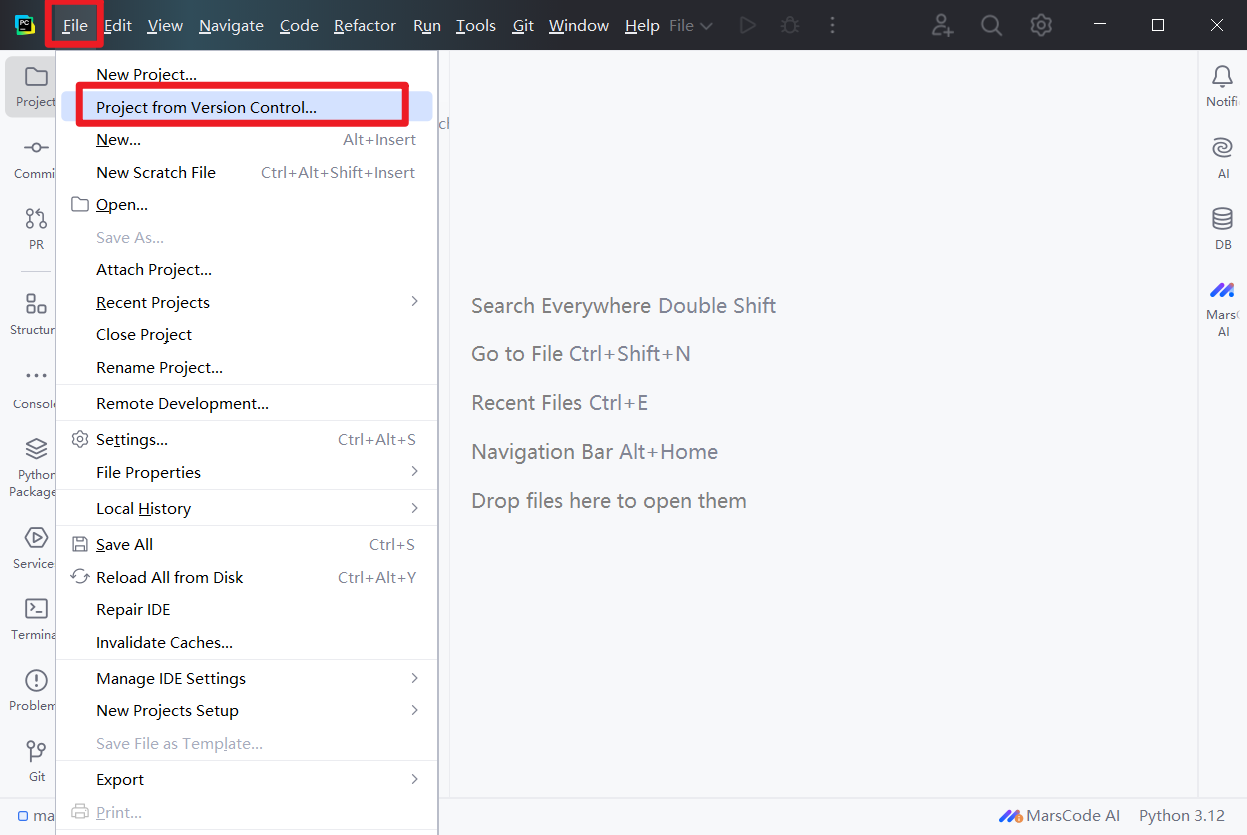 PC File Edit View Navigate Code Refactor Run Tools Git Window Help File
Project
Commi
PR
Structur
Console
Python
Package
Service
Termina
Problem
Git
ma
New Project...
Project from Version Control...
New... Alt+Insert
New Scratch File Ctrl+Alt+Shift+Insert
Open...
Save As...
Attach Project...
Recent Projects
Close Project
Rename Project...
Remote Development...
Settings... Ctrl+Alt+S
File Properties
Local History
Save All Ctrl+S
Reload All from Disk Ctrl+Alt+Y
Repair IDE
Invalidate Caches...
Manage IDE Settings
New Projects Setup
Save File as Template...
Export
Print...
Search Everywhere Double Shift
Go to File Ctrl+Shift+N
Recent Files Ctrl+E
Navigation Bar Alt+Home
Drop files here to open them
Notifi
AI
DB
Mars
AI
MarsCode AI Python 3.12